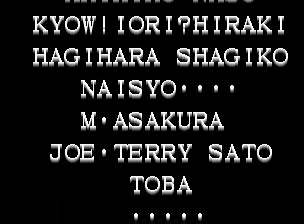 KYOW!IORI?HIRAKI
HAGIHARA SHAGIKO
NAISYO····
M·ASAKURA
JOE·TERRY SATO
TOBA
·····